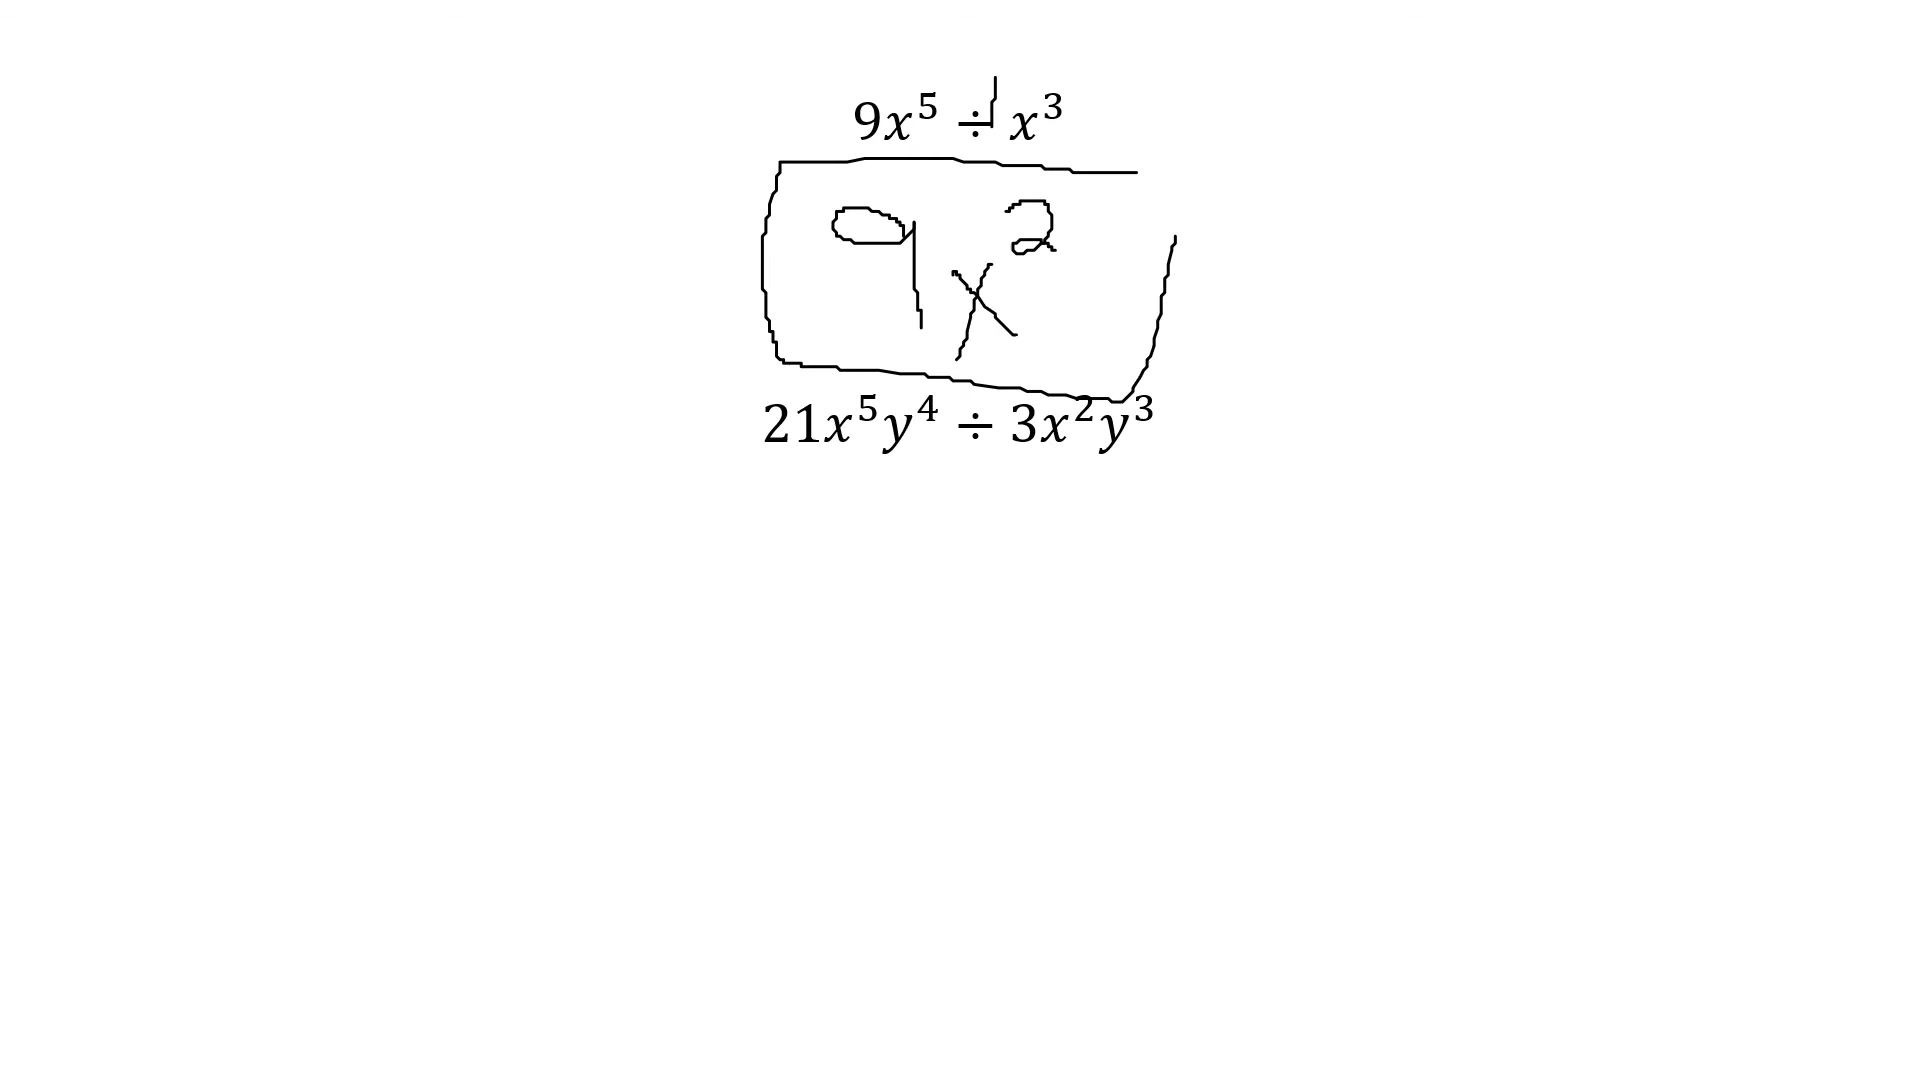 9x⁵ ÷ x³
9x²
21x⁵y⁴ ÷ 3x²y³